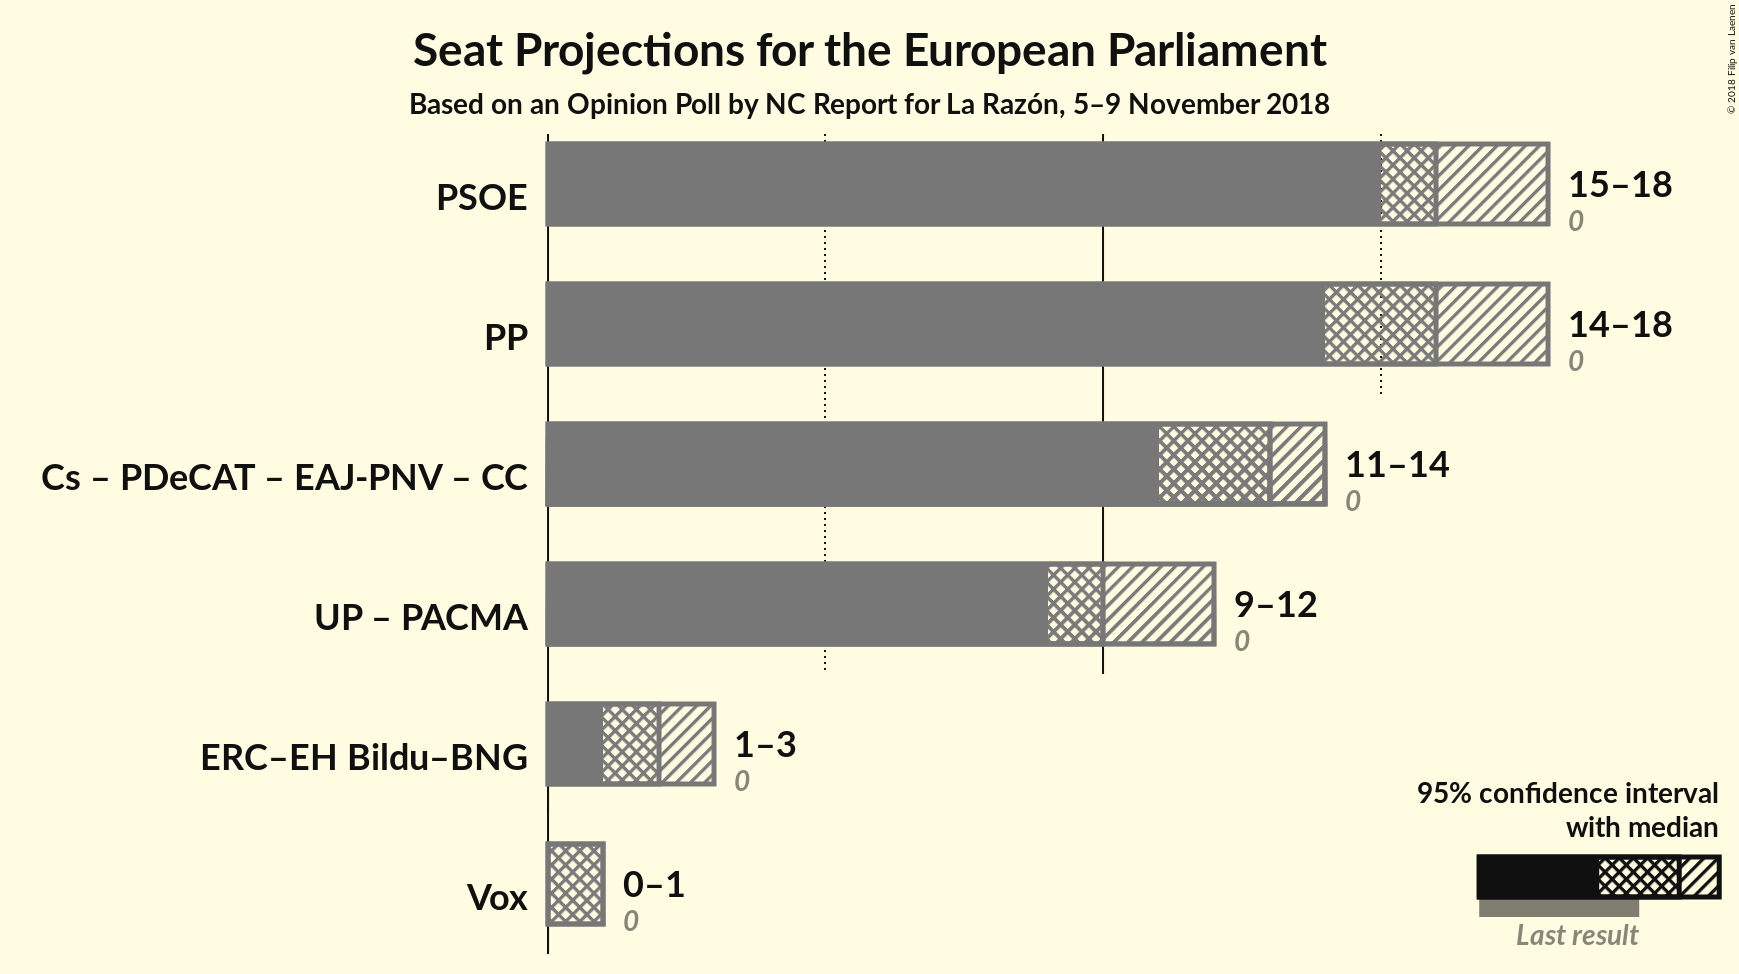 Seat Projections for the European Parliament
Based on an Opinion Poll by NC Report for La Razón, 5–9 November 2018
© 2018 Filip van Laenen
PSOE
15–18
0
PP
14–18
0
Cs – PDeCAT – EAJ-PNV – CC
11–14
0
UP – PACMA
9–12
0
ERC–EH Bildu–BNG
1–3
0
Vox
0–1
0
95% confidence interval
with median
Last result